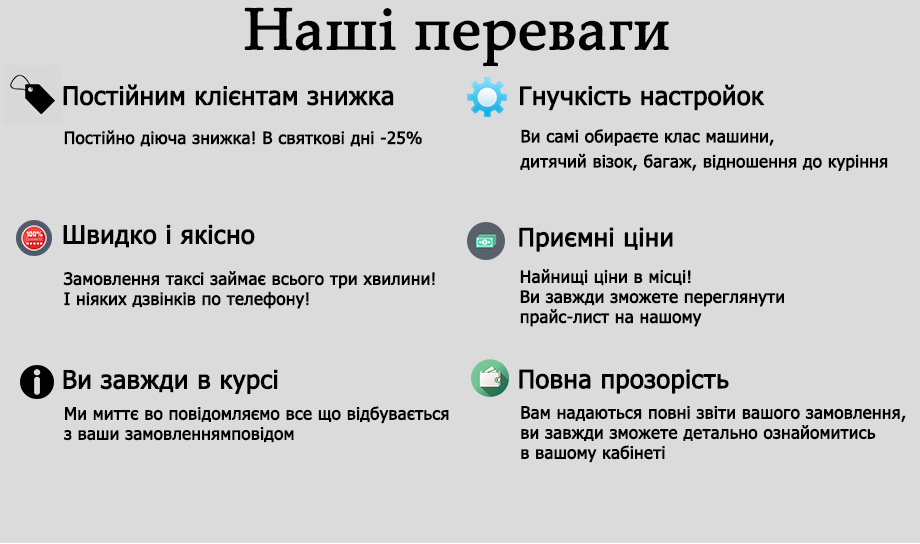 Наші переваги
Постійним клієнтам знижка
Постійно діюча знижка! В святкові дні -25%
Гнучкість настройок
Ви самі обираєте клас машини,
дитячий візок, багаж, відношення до куріння
100%
Швидко і якісно
Замовлення таксі займає всього три хвилини!
І ніяких дзвінків по телефону!
Приємні ціни
Найнищі ціни в місці!
Ви завжди зможете переглянути
прайс-лист на нашому
Ви завжди в курсі
Ми миттє во повідомляємо все що відбувається
з ваши замовленнямповідом
Повна прозорість
Вам надаються повні звіти вашого замовлення,
ви завжди зможете детально ознайомитись
в вашому кабінеті